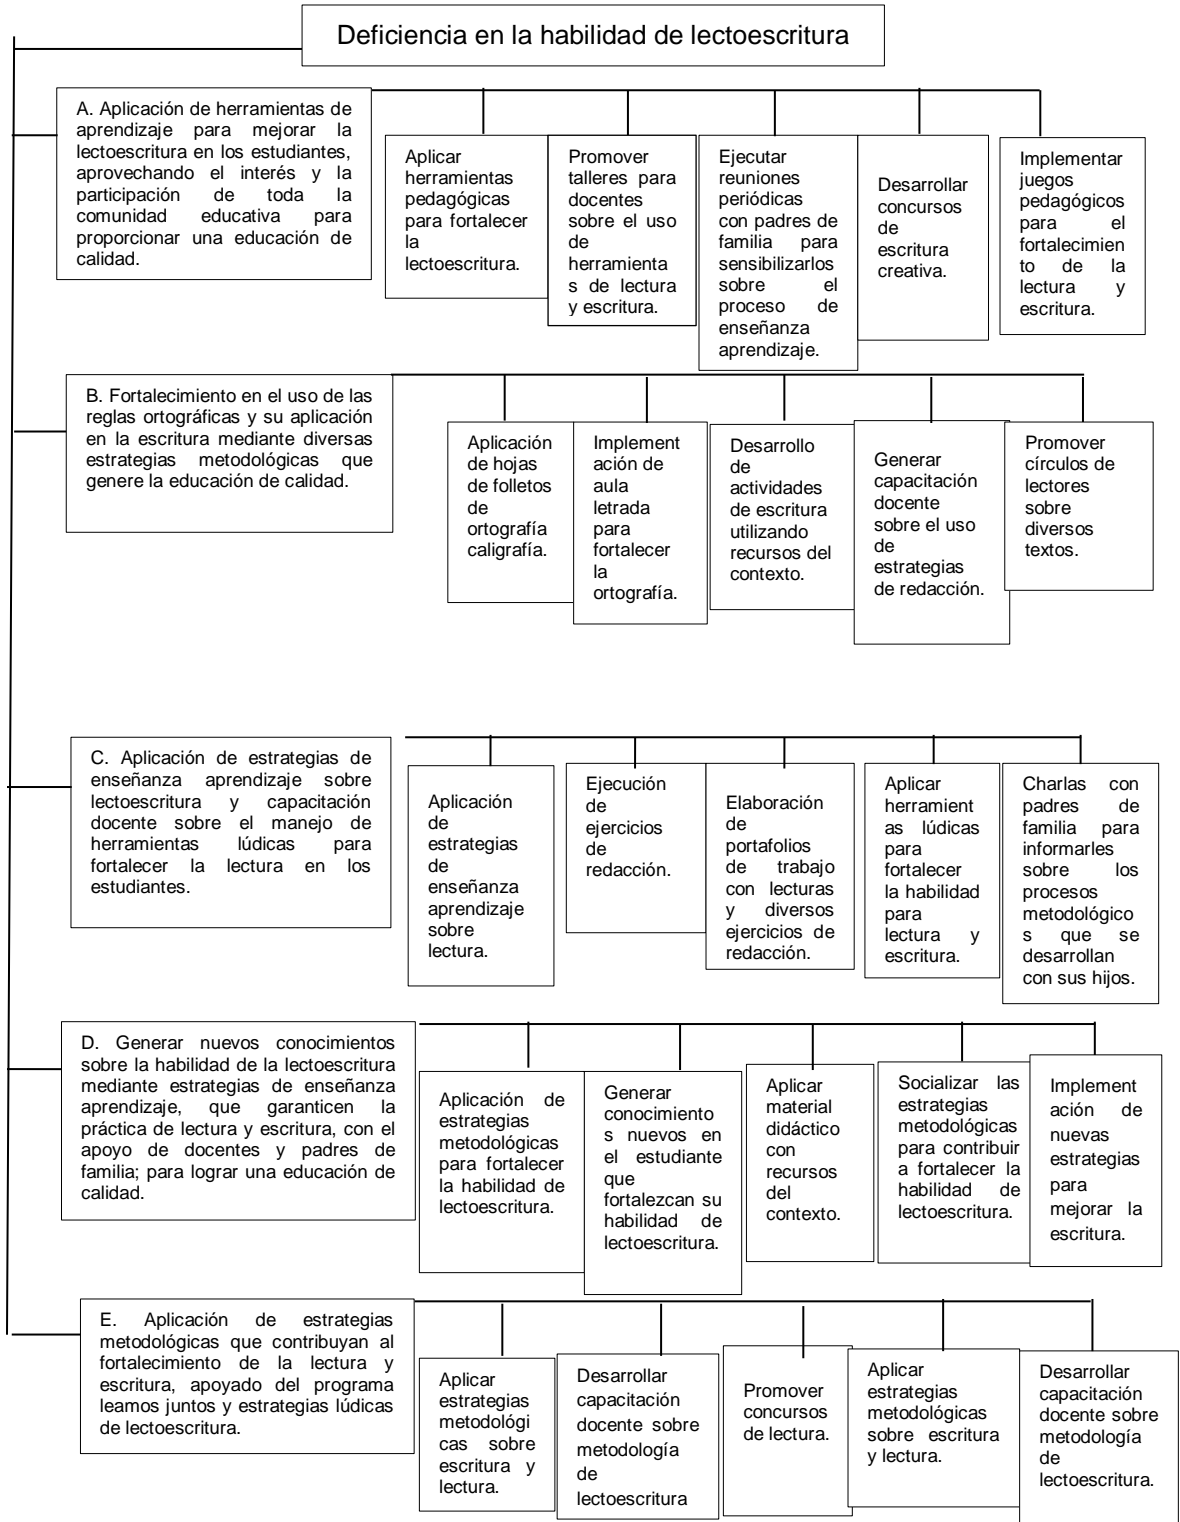 Deficiencia en la habilidad de lectoescritura
A. Aplicación de herramientas de
aprendizaje para mejorar la
lectoescritura en los estudiantes,
aprovechando el interés y la
participación de toda la
comunidad educativa para
proporcionar una educación de
calidad.
Aplicar
herramientas
pedagógicas
para fortalecer
la
lectoescritura.
Promover
talleres para
docentes
sobre el uso
de
herramienta
s de lectura
y escritura.
Ejecutar
reuniones
periódicas
con padres de
familia para
sensibilizarlos
sobre el
proceso de
enseñanza
aprendizaje.
Desarrollar
concursos
de
escritura
creativa.
Implementar
juegos
pedagógicos
para el
fortalecimien
to de la
lectura y
escritura.
B. Fortalecimiento en el uso de las
reglas ortográficas y su aplicación
en la escritura mediante diversas
estrategias metodológicas que
genere la educación de calidad.
Aplicación
de hojas
de folletos
de
ortografía
caligrafía.
Implement
ación de
aula
letrada
para
fortalecer
la
ortografía.
Desarrollo
de
actividades
de escritura
utilizando
recursos del
contexto.
Generar
capacitación
docente
sobre el uso
de
estrategias
de redacción.
Promover
círculos de
lectores
sobre
diversos
textos.
C. Aplicación de estrategias de
enseñanza aprendizaje sobre
lectoescritura y capacitación
docente sobre el manejo de
herramientas lúdicas para
fortalecer la lectura en los
estudiantes.
Aplicación
de
estrategias
de
enseñanza
aprendizaje
sobre
lectura.
Ejecución
de
ejercicios
de
redacción.
Elaboración
de
portafolios
de trabajo
con lecturas
y diversos
ejercicios de
redacción.
Aplicar
herramient
as lúdicas
para
fortalecer
la habilidad
para
lectura y
escritura.
Charlas con
padres de
familia para
informarles
sobre los
procesos
metodológico
s que se
desarrollan
con sus hijos.
D. Generar nuevos conocimientos
sobre la habilidad de la lectoescritura
mediante estrategias de enseñanza
aprendizaje, que garanticen la
práctica de lectura y escritura, con el
apoyo de docentes y padres de
familia; para lograr una educación de
calidad.
Aplicación de
estrategias
metodológicas
para fortalecer
la habilidad de
lectoescritura.
Generar
conocimiento
s nuevos en
el estudiante
que
fortalezcan su
habilidad de
lectoescritura.
Aplicar
material
didáctico
con
recursos
del
contexto.
Socializar las
estrategias
metodológicas
para contribuir
a fortalecer la
habilidad de
lectoescritura.
Implement
ación de
nuevas
estrategias
para
mejorar la
escritura.
E. Aplicación de estrategias
metodológicas que contribuyan al
fortalecimiento de la lectura y
escritura, apoyado del programa
leamos juntos y estrategias lúdicas
de lectoescritura.
Aplicar
estrategias
metodológi
cas sobre
escritura y
lectura.
Desarrollar
capacitación
docente sobre
metodología
de
lectoescritura
Promover
concursos
de lectura.
Aplicar
estrategias
metodológicas
sobre escritura
y lectura.
Desarrollar
capacitación
docente sobre
metodología
de
lectoescritura.